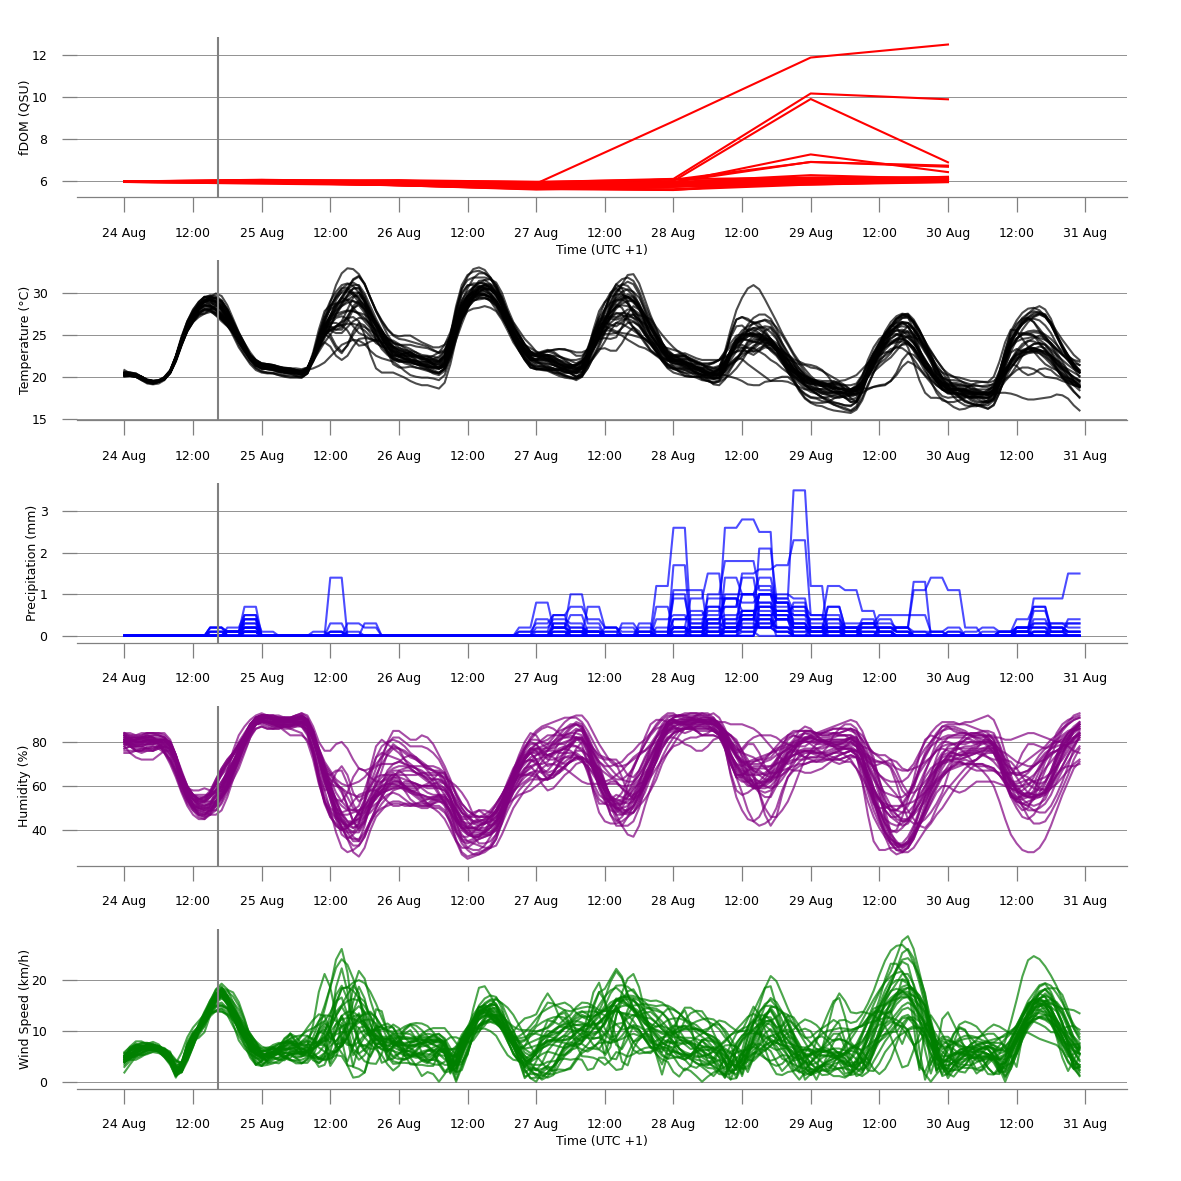 12
10
8
6
fDOM (QSU)
24 Aug 12:00 25 Aug 12:00 26 Aug 12:00 27 Aug 12:00 28 Aug 12:00 29 Aug 12:00 30 Aug 12:00 31 Aug
Time (UTC +1)
30
25
20
15
Temperature (°C)
24 Aug 12:00 25 Aug 12:00 26 Aug 12:00 27 Aug 12:00 28 Aug 12:00 29 Aug 12:00 30 Aug 12:00 31 Aug
3
2
1
0
Precipitation (mm)
24 Aug 12:00 25 Aug 12:00 26 Aug 12:00 27 Aug 12:00 28 Aug 12:00 29 Aug 12:00 30 Aug 12:00 31 Aug
80
60
40
Humidity (%)
24 Aug 12:00 25 Aug 12:00 26 Aug 12:00 27 Aug 12:00 28 Aug 12:00 29 Aug 12:00 30 Aug 12:00 31 Aug
20
10
0
Wind Speed (km/h)
24 Aug 12:00 25 Aug 12:00 26 Aug 12:00 27 Aug 12:00 28 Aug 12:00 29 Aug 12:00 30 Aug 12:00 31 Aug
Time (UTC +1)